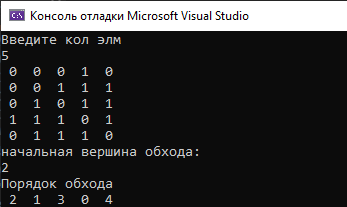 Консоль отладки Microsoft Visual Studio
Введите кол элм
5
0 0 0 1 0
0 0 1 1 1
0 1 0 1 1
1 1 1 0 1
0 1 1 1 0
начальная вершина обхода:
2
Порядок обхода
2 1 3 0 4